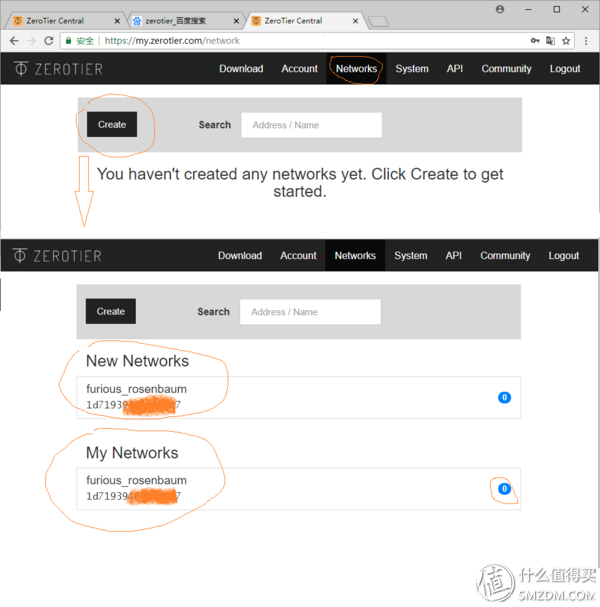 ZeroTier Central
zerotier_百度搜索
ZeroTier Central
安全 https://my.zerotier.com/network
ZEROTIER Download Account Networks System API Community Logout
Create Search Address / Name
You haven't created any networks yet. Click Create to get
started.
ZEROTIER Download Account Networks System API Community Logout
Create Search Address / Name
New Networks
furious_rosenbaum
0
1d71939 7
My Networks
furious_rosenbaum
0
1d71939 7
值 什么值得买
SMZDM.COM